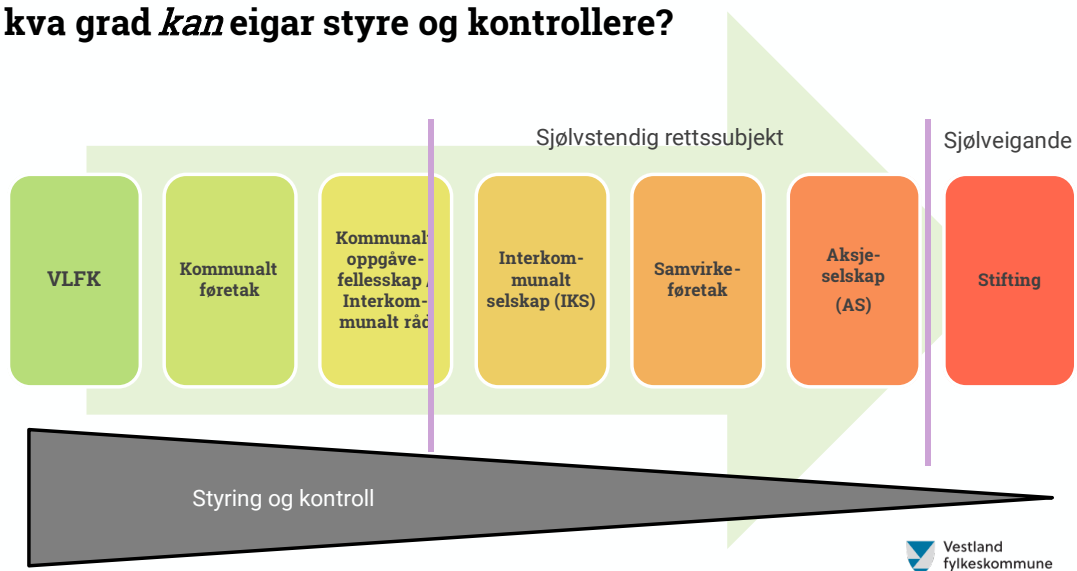 kva grad kan eigar styre og kontrollere?
Sjølvstendig rettssubjekt
Sjølveigande
VLFK
Kommunalt
føretak
Kommunal
oppgåve-
fellesskap /
Interkom-
munalt råd
Interkom-
munalt
selskap (IKS)
Samvirke-
føretak
Aksje-
selskap
(AS)
Stifting
Styring og kontroll
Vestland
fylkeskommune